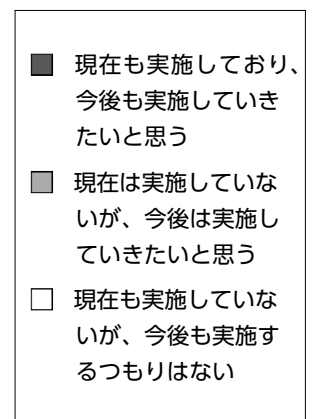 現在も実施しており、
今後も実施していき
たいと思う
現在は実施していな
いが、今後は実施し
ていきたいと思う
現在も実施していな
いが、今後も実施す
るつもりはない